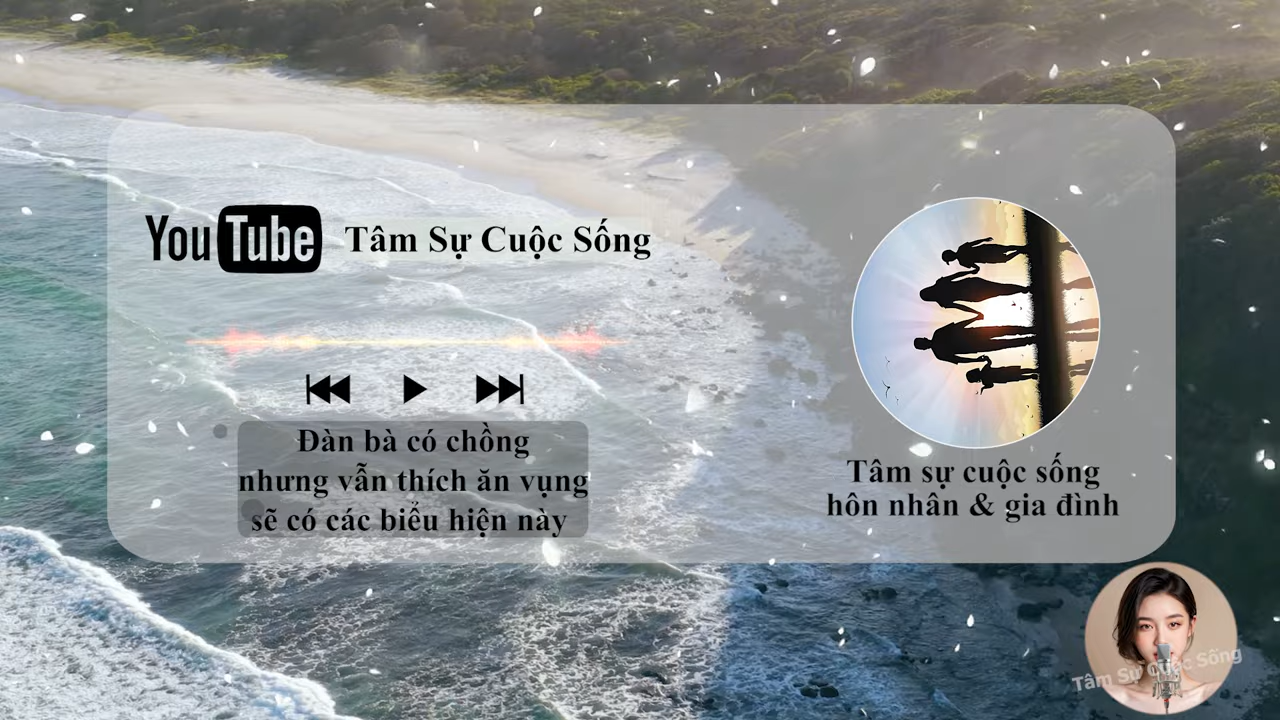 YouTube Tâm Sự Cuộc Sống
Đàn bà có chồng
nhưng vẫn thích ăn vụng
sẽ có các biểu hiện này
Tâm sự cuộc sống
hôn nhân & gia đình
Tâm Sự Cuộc Sống